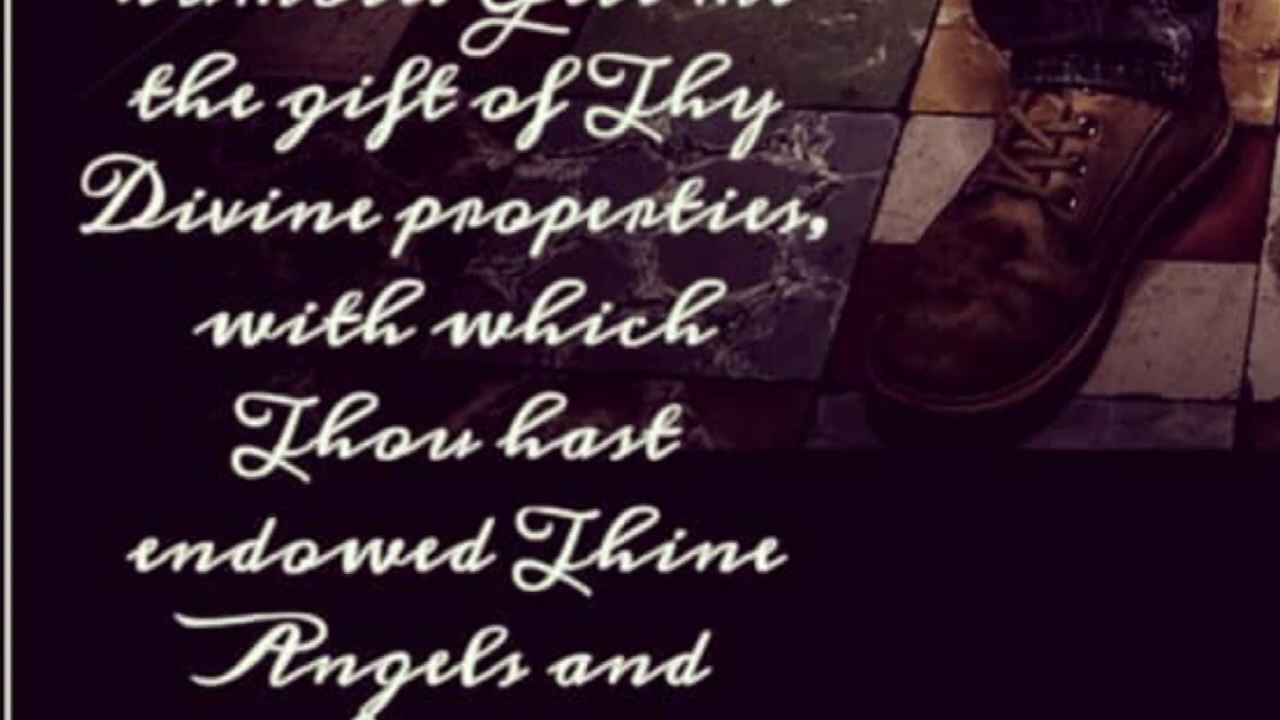 the gift of Thy
Divine properties,
with which
Thou hast
endowed Thine
Angels and